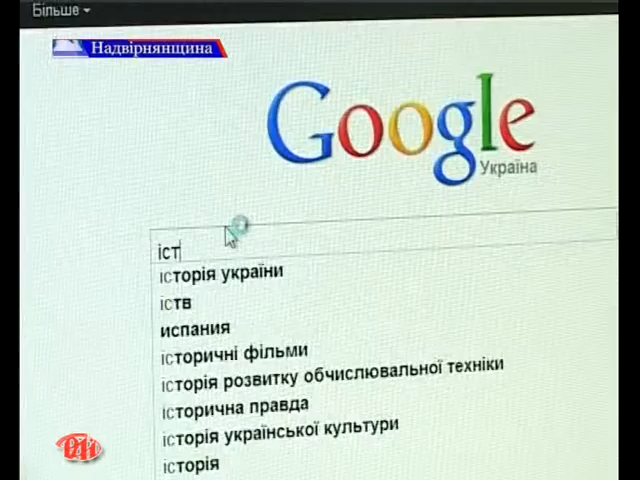 Більше
Надвірнянщина
Google
Україна
іст
історія україни
іств
испания
історичні фільми
історія розвитку обчислювальної техніки
історична правда
історія української культури
історія